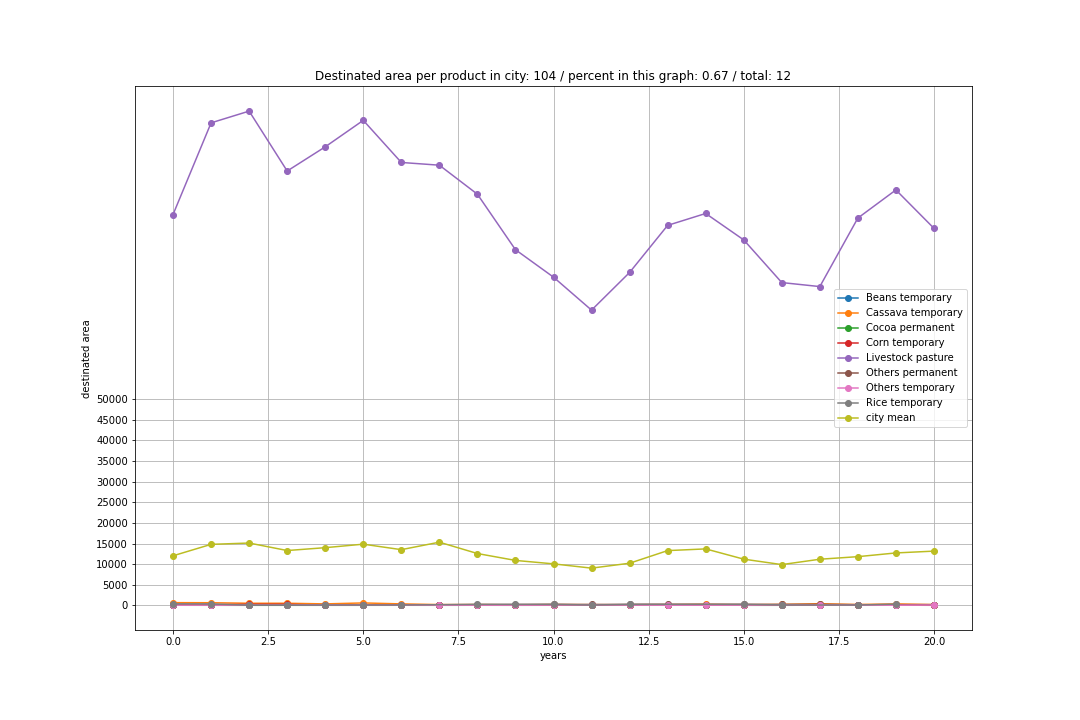 Destinated area per product in city: 104 / percent in this graph: 0.67 / total: 12
destinated area
50000
45000
40000
35000
30000
25000
20000
15000
10000
5000
0
Beans temporary
Cassava temporary
Cocoa permanent
Corn temporary
Livestock pasture
Others permanent
Others temporary
Rice temporary
city mean
0.0 2.5 5.0 7.5 10.0 12.5 15.0 17.5 20.0
years